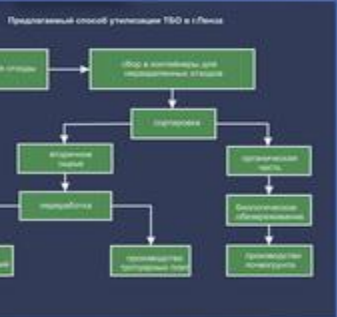 Предлагаемый способ утилизации ТБО в г.Пенза
отходы
сбор в контейнеры для
неразделенных отходов
сортировка
вторичное
сырье
органическая
часть
переработка
биологическое
обезвреживание
производство
тротуарных плит
производство
почвогрунта